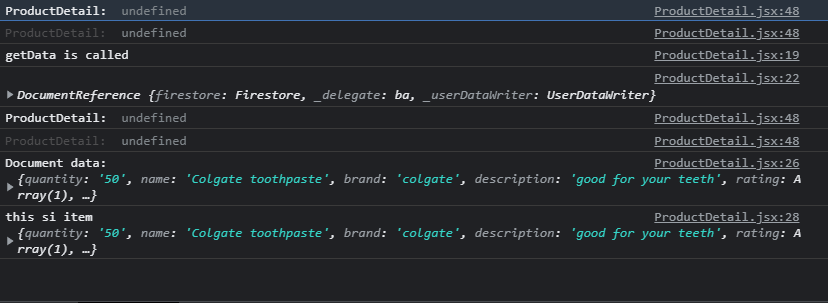 ProductDetail: undefined ProductDetail.jsx:48
ProductDetail: undefined ProductDetail.jsx:48
getData is called ProductDetail.jsx:19
ProductDetail.jsx:22
DocumentReference {firestore: Firestore, _delegate: ba, _userDataWriter: UserDataWriter}
ProductDetail: undefined ProductDetail.jsx:48
ProductDetail: undefined ProductDetail.jsx:48
Document data: ProductDetail.jsx:26
{quantity: '50', name: 'Colgate toothpaste', brand: 'colgate', description: 'good for your teeth', rating: A
rray(1), …}
this si item ProductDetail.jsx:28
{quantity: '50', name: 'Colgate toothpaste', brand: 'colgate', description: 'good for your teeth', rating: A
rray(1), …}